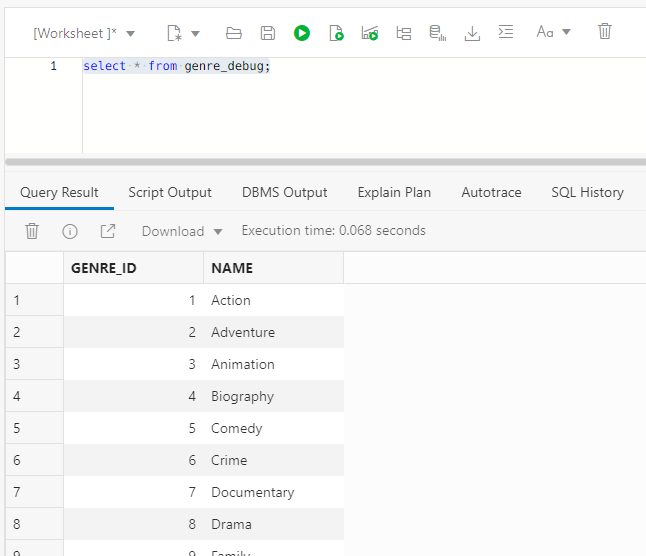 [Worksheet ]*
Aa
1 select * from genre_debug;
Query Result Script Output DBMS Output Explain Plan Autotrace SQL History
Download Execution time: 0.068 seconds
GENRE_ID NAME
1 1 Action
2 2 Adventure
3 3 Animation
4 4 Biography
5 5 Comedy
6 6 Crime
7 7 Documentary
8 8 Drama
9 9 Family